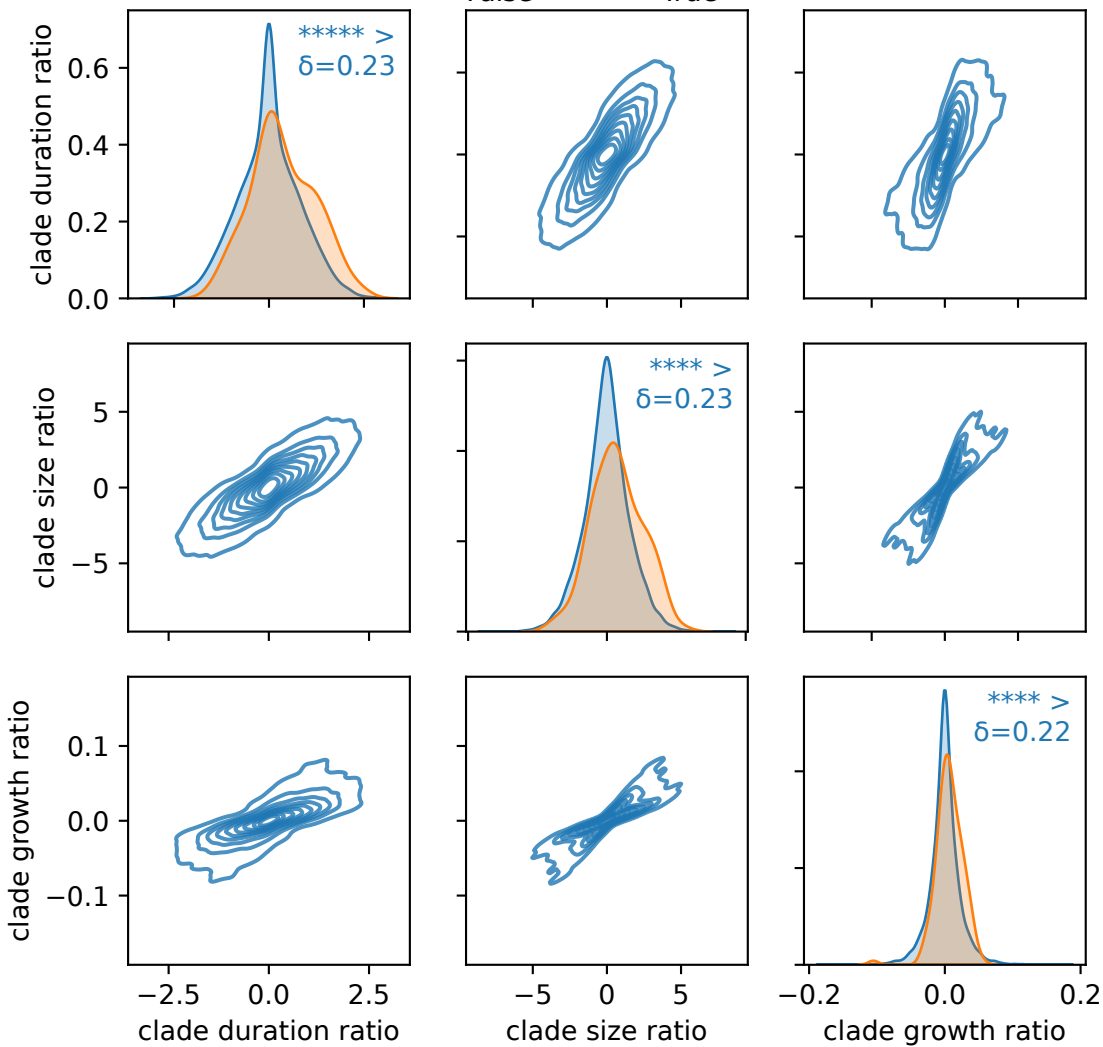 clade duration ratio
0.6
0.4
0.2
0.0
***** >
δ=0.23
clade size ratio
5
0
−5
**** >
δ=0.23
clade growth ratio
0.1
0.0
−0.1
**** >
δ=0.22
−2.5 0.0 2.5
−5 0 5
−0.2 0.0 0.2
clade duration ratio
clade size ratio
clade growth ratio